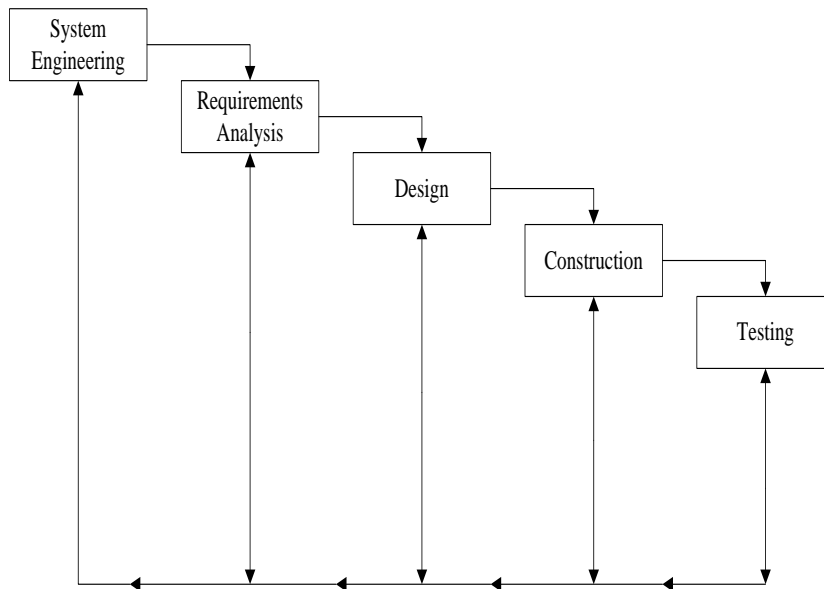 System
Engineering
Requirements
Analysis
Design
Construction
Testing